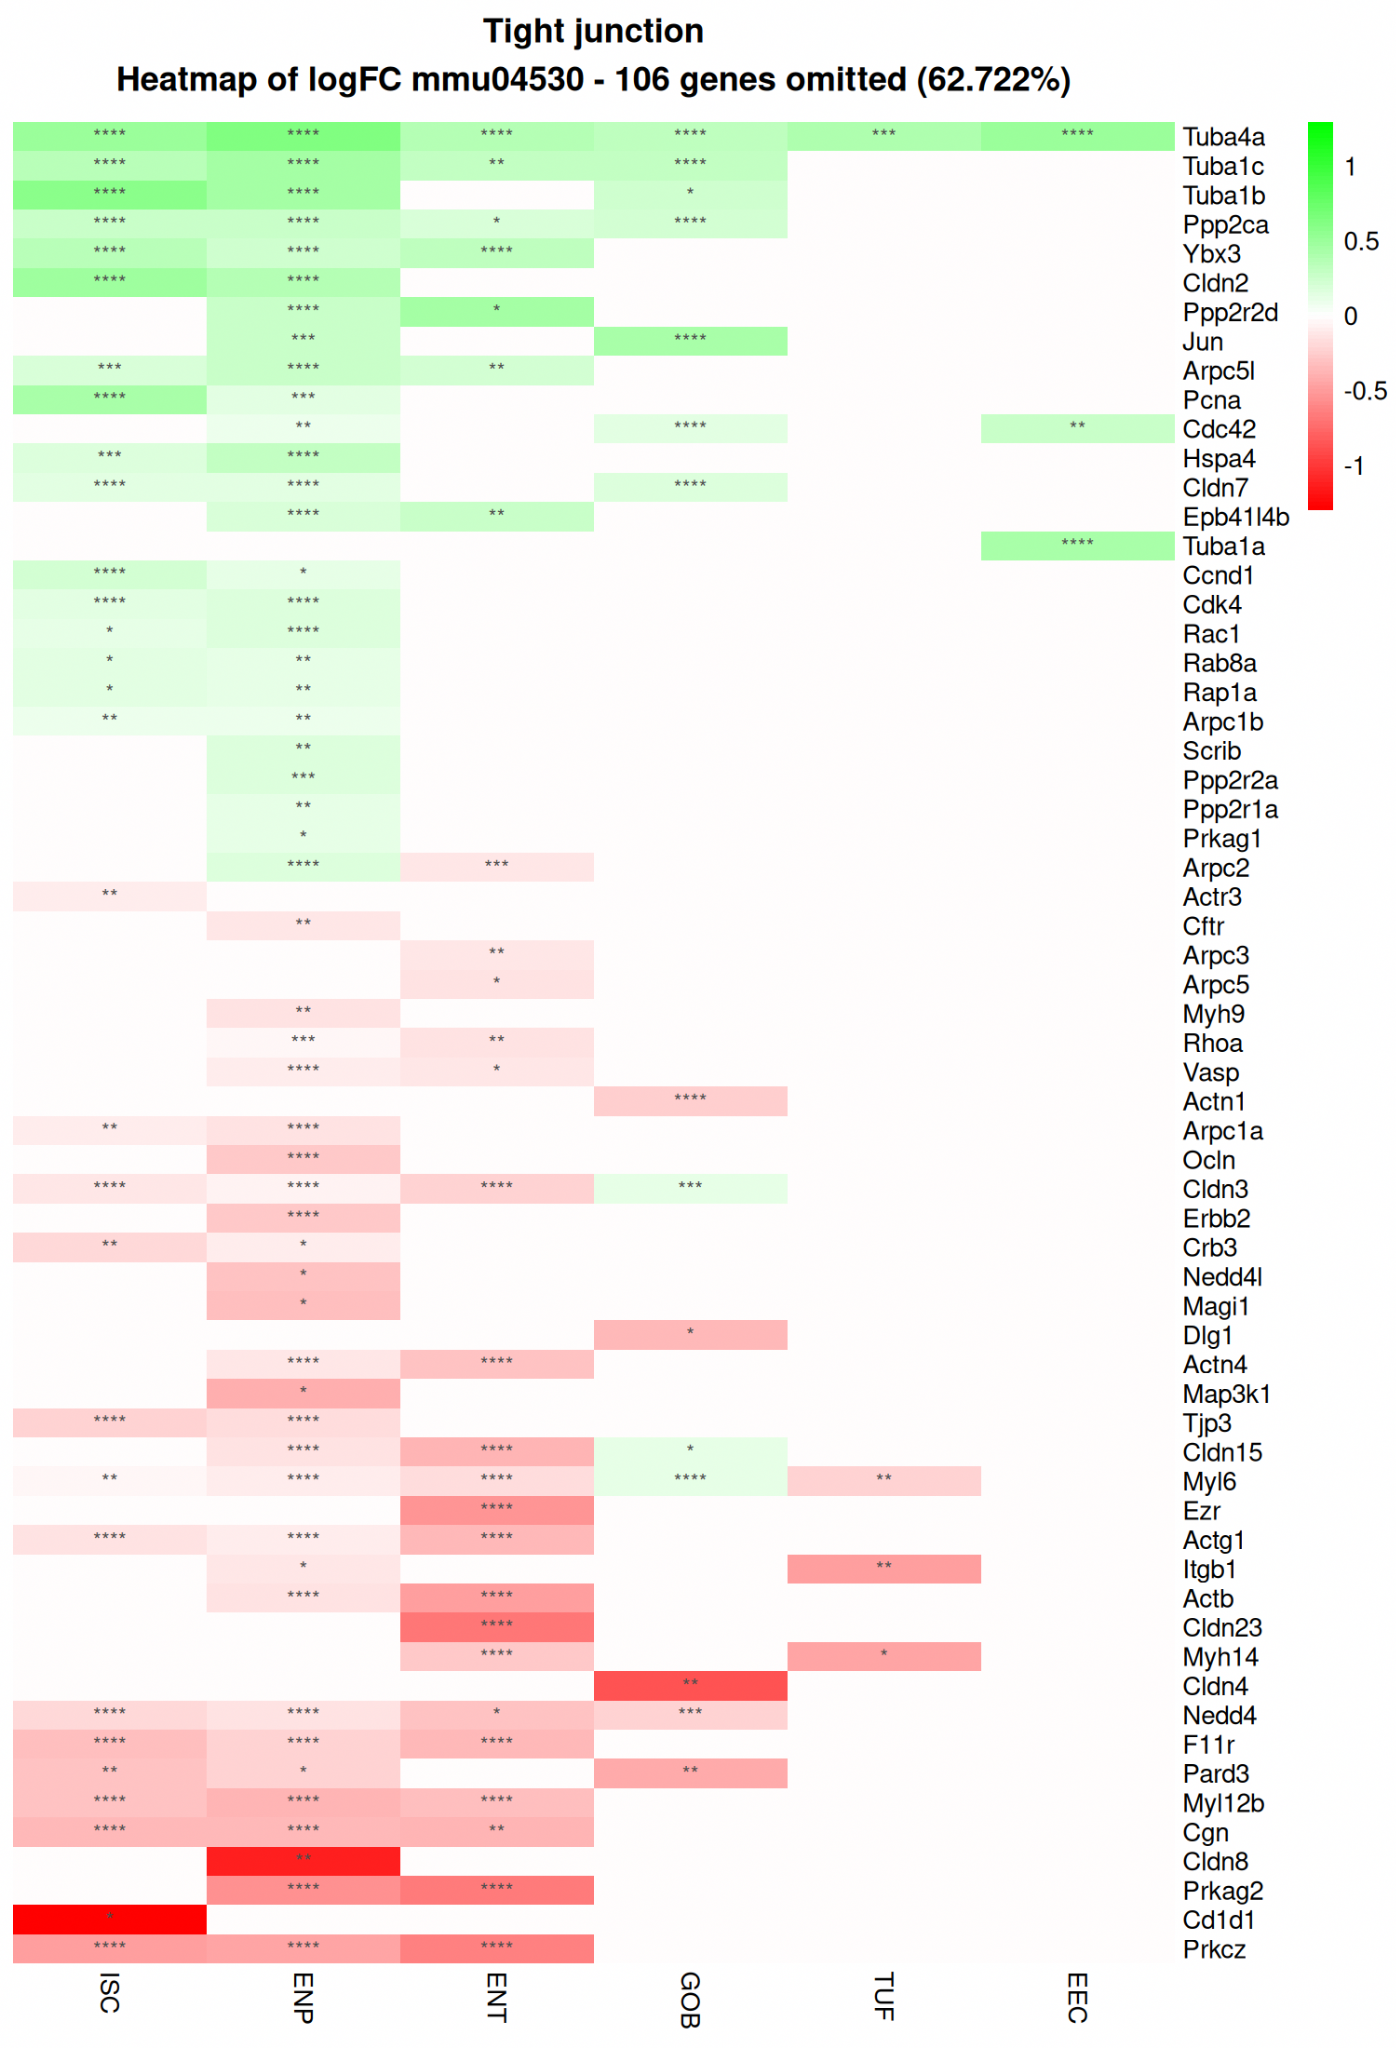 Tight junction
Heatmap of logFC mmu04530 - 106 genes omitted (62.722%)
**** **** **** **** *** **** Tuba4a
**** **** ** **** Tuba1c
1
**** **** * Tuba1b
**** **** * **** Ppp2ca
0.5
**** **** **** Ybx3
**** **** Cldn2
**** * Ppp2r2d
0
*** **** Jun
*** **** ** Arpc5l
-0.5
**** *** Pcna
** **** ** Cdc42
*** **** Hspa4
-1
**** **** **** Cldn7
**** ** Epb41l4b
**** Tuba1a
**** * Ccnd1
**** **** Cdk4
* **** Rac1
* ** Rab8a
* ** Rap1a
** ** Arpc1b
** Scrib
*** Ppp2r2a
** Ppp2r1a
* Prkag1
**** *** Arpc2
** Actr3
** Cftr
** Arpc3
* Arpc5
** Myh9
*** ** Rhoa
**** * Vasp
**** Actn1
** **** Arpc1a
**** Ocln
**** **** **** *** Cldn3
**** Erbb2
** * Crb3
* Nedd4l
* Magi1
* Dlg1
**** **** Actn4
* Map3k1
**** **** Tjp3
**** **** * Cldn15
** **** **** **** ** Myl6
**** Ezr
**** **** **** Actg1
* ** Itgb1
**** **** Actb
**** Cldn23
**** * Myh14
** Cldn4
**** **** * *** Nedd4
**** **** **** F11r
** * ** Pard3
**** **** **** Myl12b
**** **** ** Cgn
** Cldn8
**** **** Prkag2
* Cd1d1
**** **** **** Prkcz
ISC ENP ENT GOB TUF EEC